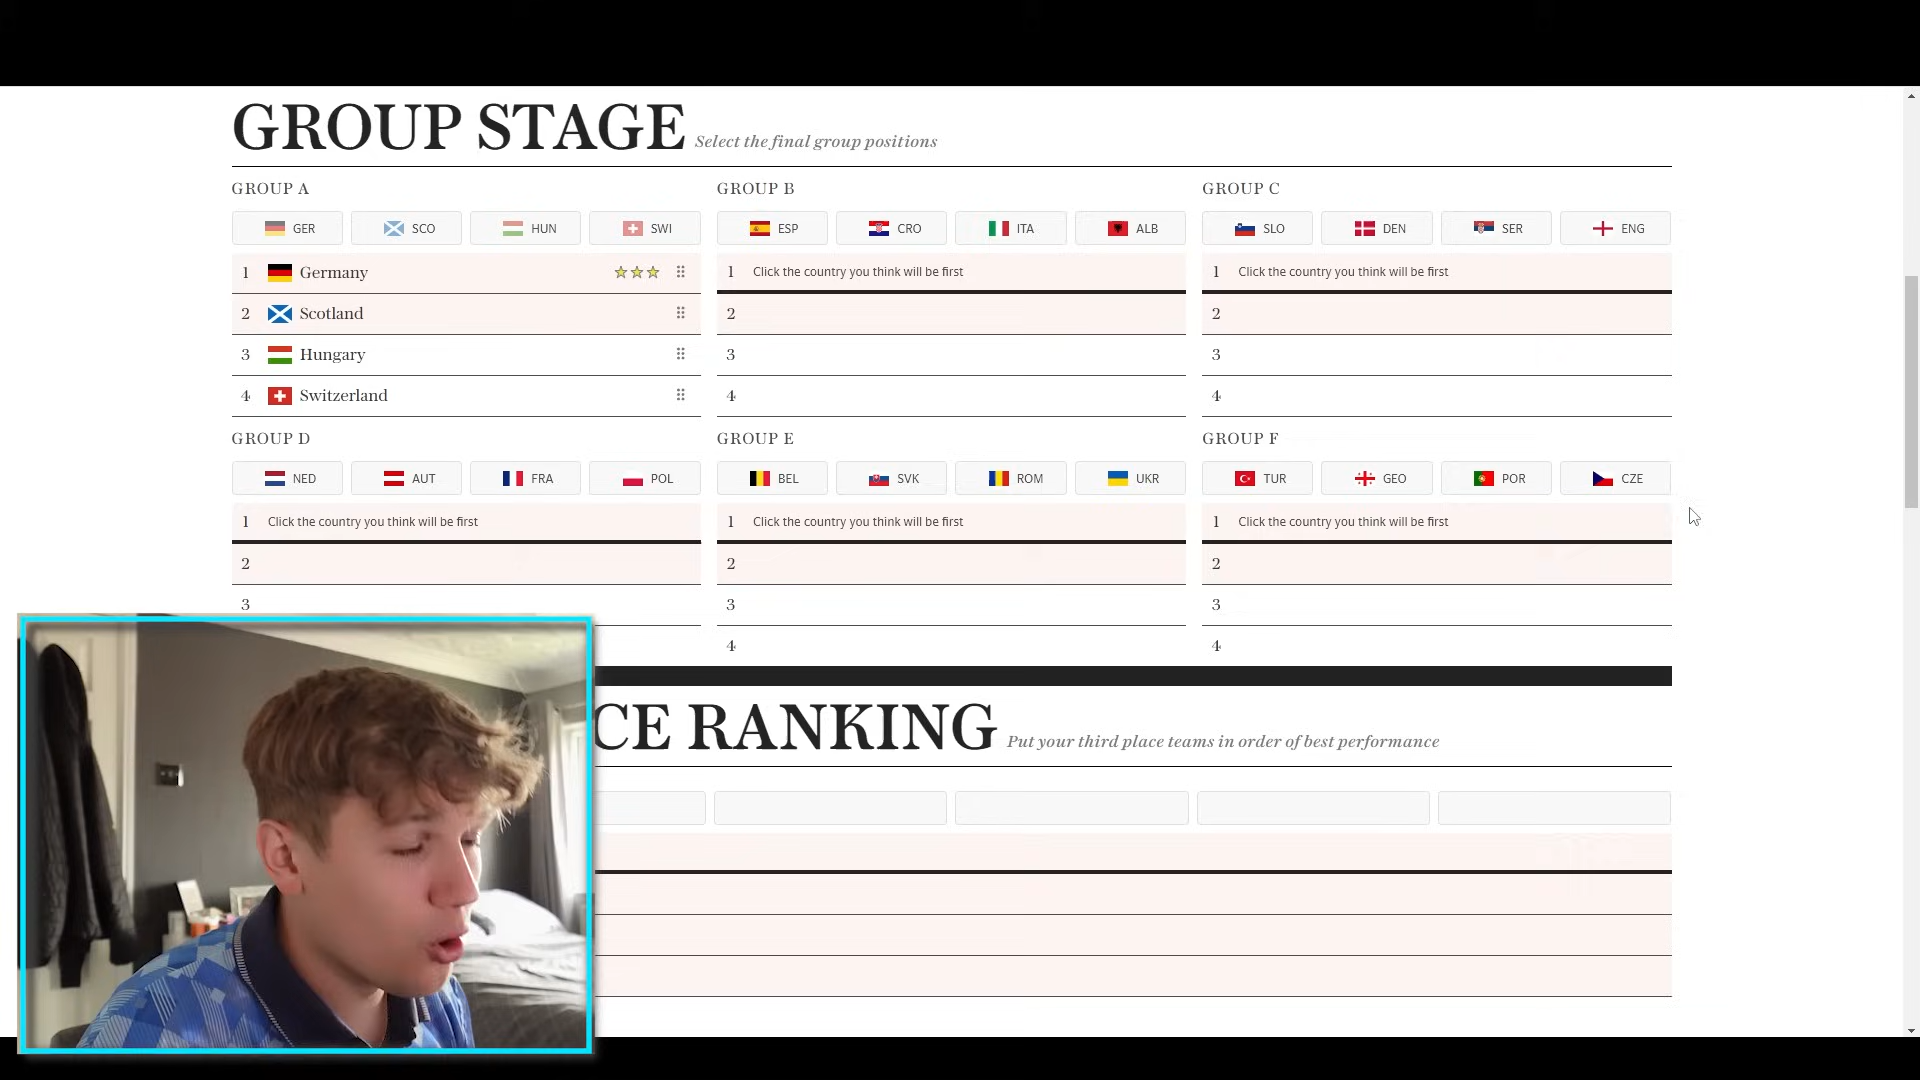 GROUP STAGE Select the final group positions
GROUP A
GER SCO HUN SWI
1 Germany
2 Scotland
3 Hungary
4 Switzerland
GROUP B
ESP CRO ITA ALB
1 Click the country you think will be first
2
3
4
GROUP C
SLO DEN SER ENG
1 Click the country you think will be first
2
3
4
GROUP D
NED AUT FRA POL
1 Click the country you think will be first
2
3
GROUP E
BEL SVK ROM UKR
1 Click the country you think will be first
2
3
4
GROUP F
TUR GEO POR CZE
1 Click the country you think will be first
2
3
4
CE RANKING Put your third place teams in order of best performance